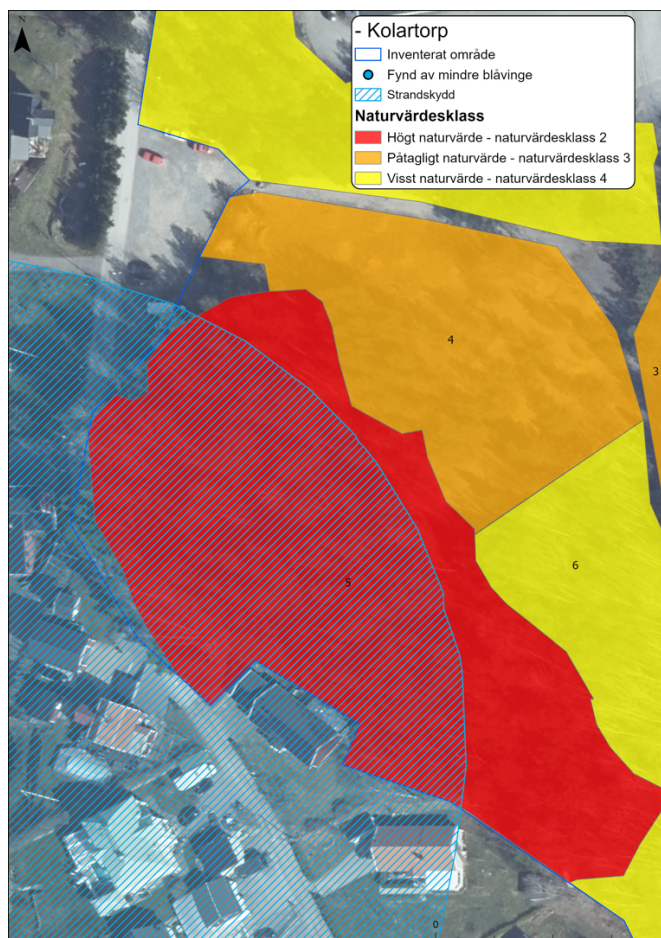 N
- Kolartorp
Inventerat område
Fynd av mindre blåvinge
Strandskydd
Naturvärdesklass
Högt naturvärde - naturvärdesklass 2
Påtagligt naturvärde - naturvärdesklass 3
Visst naturvärde - naturvärdesklass 4
4
3
6
5
0